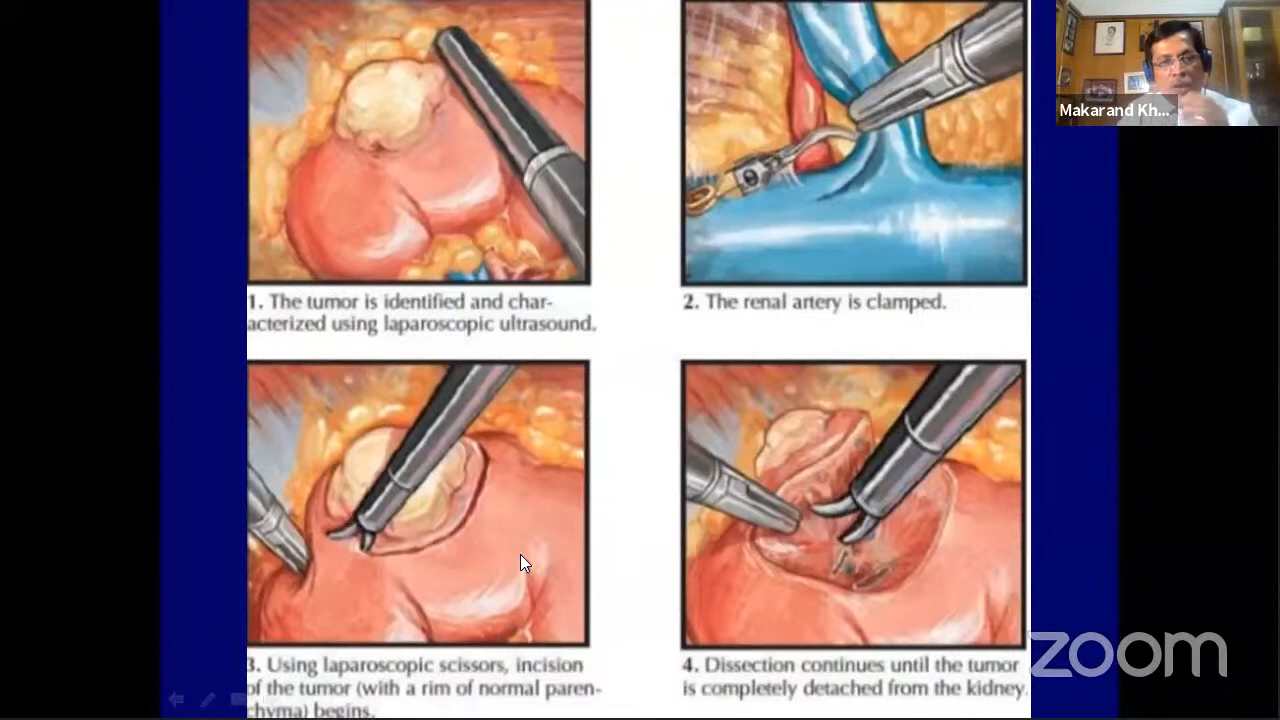 Makarand Kh...
1. The tumor is identified and char-
acterized using laparoscopic ultrasound.
2. The renal artery is clamped.
3. Using laparoscopic scissors, incision
of the tumor (with a rim of normal paren-
chyma) begins.
4. Dissection continues until the tumor
is completely detached from the kidney.
zoom